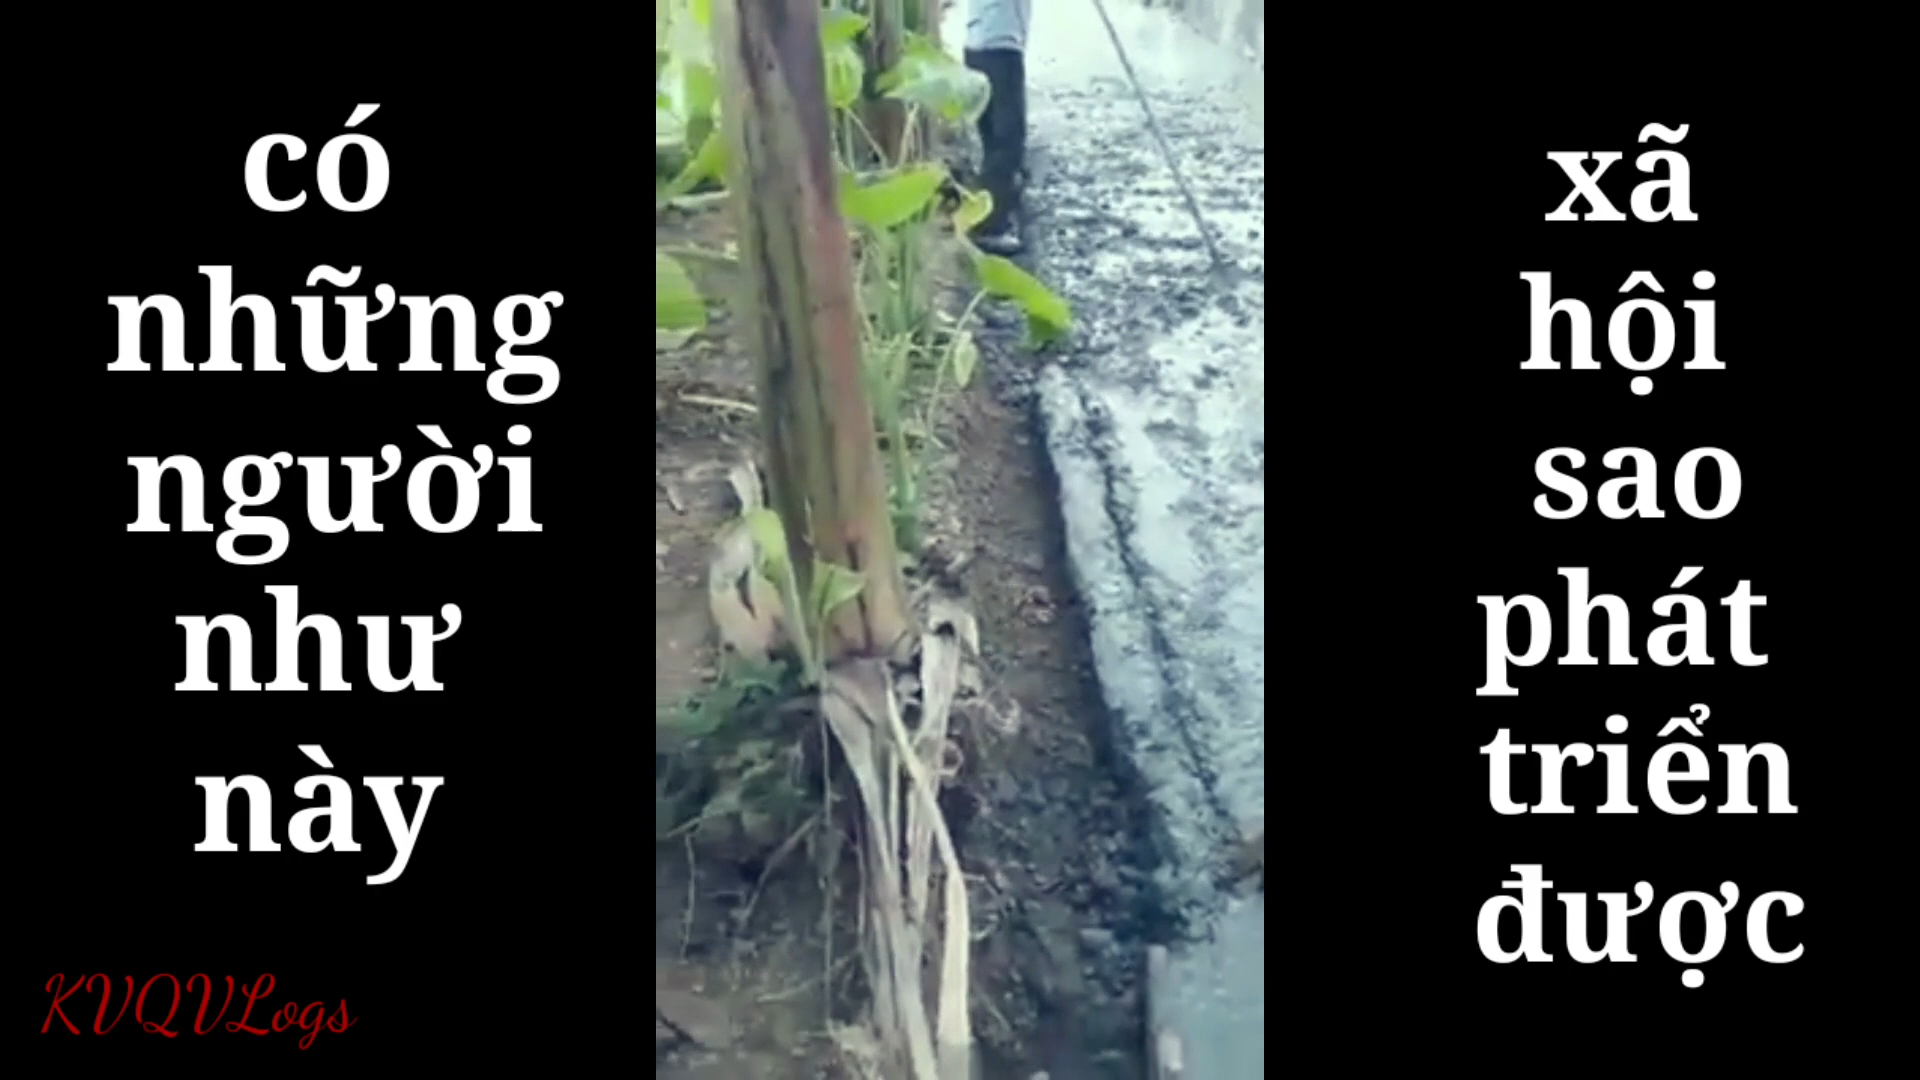 có
những
người
như
này
xã
hội
sao
phát
triển
được
KVQVLogs